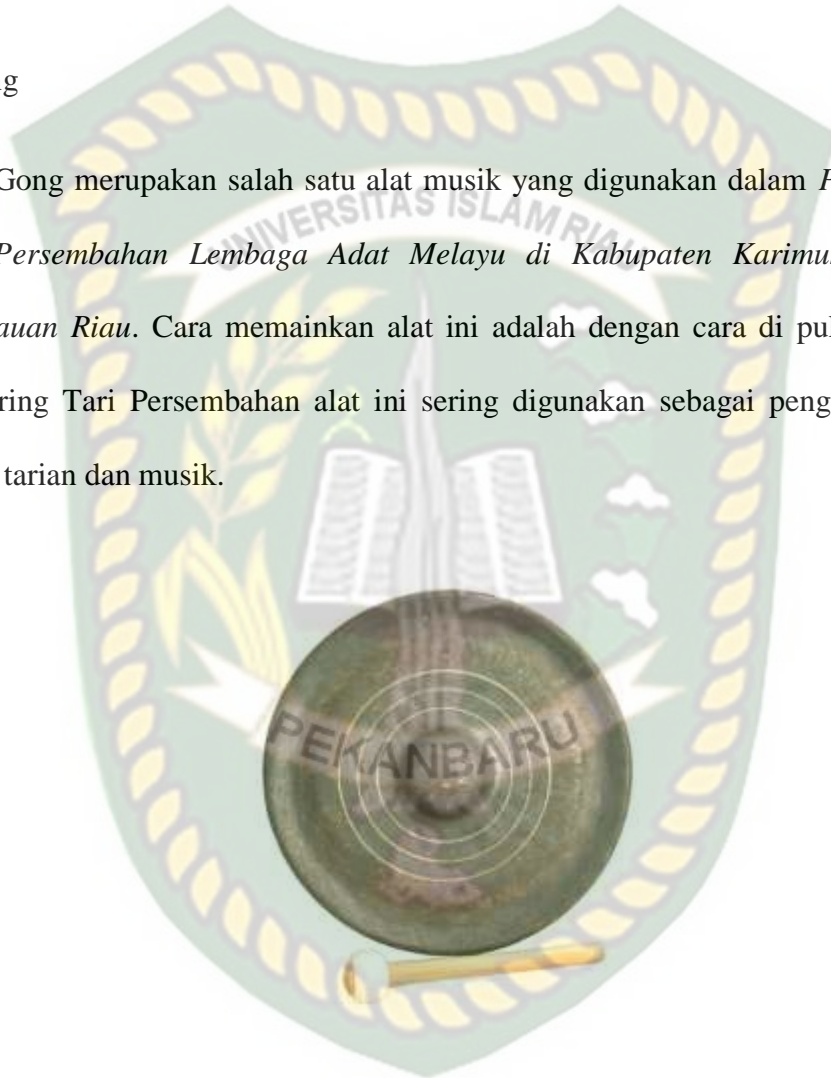 ng
Gong merupakan salah satu alat musik yang digunakan dalam
Persembahan Lembaga Adat Melayu di Kabupaten Karimu
auan Riau. Cara memainkan alat ini adalah dengan cara di pu
ring Tari Persembahan alat ini sering digunakan sebagai peng
tarian dan musik.
UNIVERSITAS ISLAM RIAU
PEKANBARU